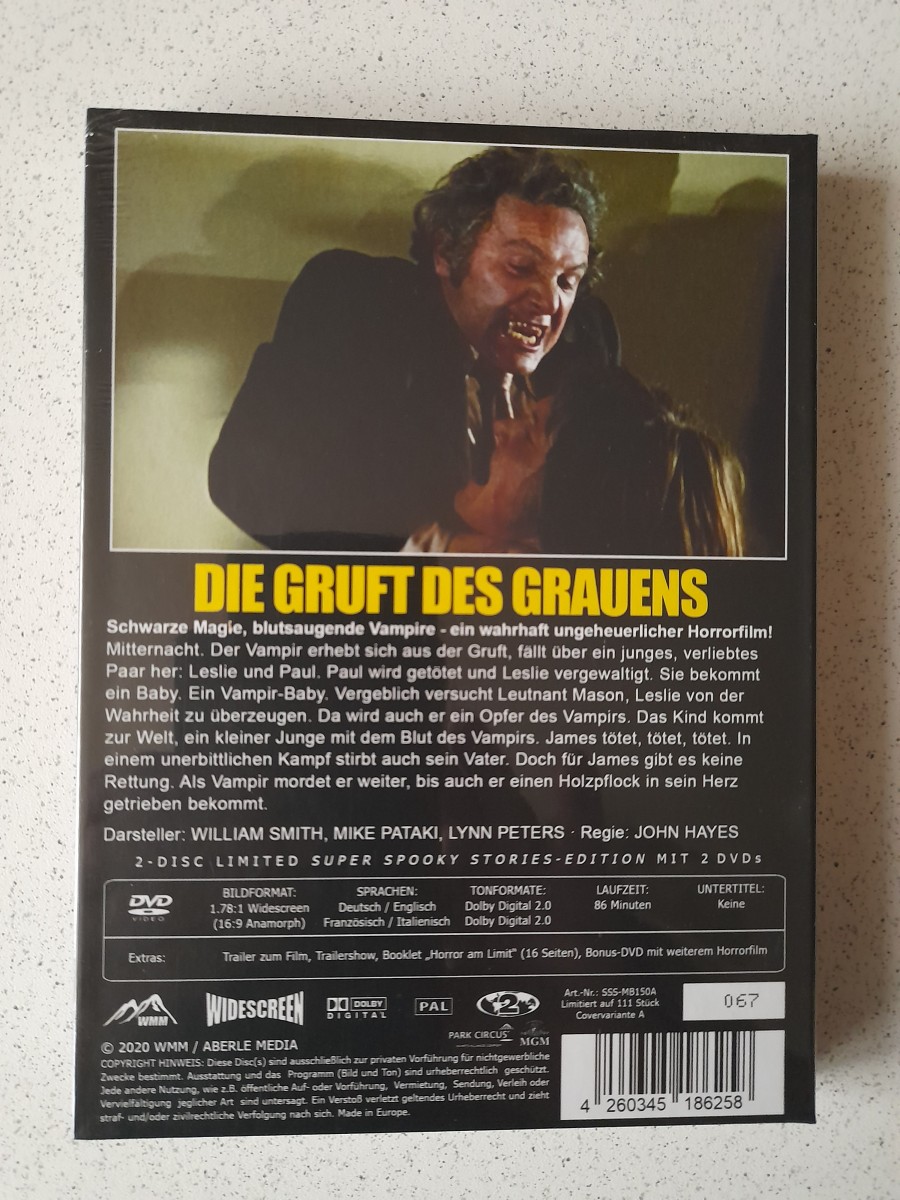 DIE GRUFT DES GRAUENS
Schwarze Magie, blutsaugende Vampire - ein wahrhaft ungeheuerlicher Horrorfilm!
Mitternacht. Der Vampir erhebt sich aus der Gruft, fällt über ein junges, verliebtes
Paar her: Leslie und Paul. Paul wird getötet und Leslie vergewaltigt. Sie bekommt
ein Baby. Ein Vampir-Baby. Vergeblich versucht Leutnant Mason, Leslie von der
Wahrheit zu überzeugen. Da wird auch er ein Opfer des Vampirs. Das Kind kommt
zur Welt, ein kleiner Junge mit dem Blut des Vampirs. James tötet, tötet, tötet. In
einem unerbittlichen Kampf stirbt auch sein Vater. Doch für James gibt es keine
Rettung. Als Vampir mordet er weiter, bis auch er einen Holzpflock in sein Herz
getrieben bekommt.
Darsteller: WILLIAM SMITH, MIKE PATAKI, LYNN PETERS · Regie: JOHN HAYES
2-DISC LIMITED SUPER SPOOKY STORIES-EDITION MIT 2 DVDs
DVD
VIDEO
BILDFORMAT:
1.78:1 Widescreen
(16:9 Anamorph)
SPRACHEN:
Deutsch / Englisch
Französisch / Italienisch
TONFORMATE:
Dolby Digital 2.0
Dolby Digital 2.0
LAUFZEIT:
86 Minuten
UNTERTITEL:
Keine
Extras: Trailer zum Film, Trailershow, Booklet „Horror am Limit" (16 Seiten), Bonus-DVD mit weiterem Horrorfilm
WMM
WIDESCREEN
DOLBY
DIGITAL
PAL
2
Art.-Nr.: SSS-MB150A
Limitiert auf 111 Stück
Covervariante A
067
PARK CIRCUS
MGM
© 2020 WMM / ABERLE MEDIA
COPYRIGHT HINWEIS: Diese Disc(s) sind ausschließlich zur privaten Vorführung für nichtgewerbliche
Zwecke bestimmt. Ausstattung und das Programm (Bild und Ton) sind urheberrechtlich geschützt.
Jede andere Nutzung, wie z.B. öffentliche Auf- oder Vorführung, Vermietung, Sendung, Verleih oder
Vervielfältigung jeglicher Art sind untersagt. Ein Verstoß verletzt geltendes Urheberrecht und zieht
straf- und/oder zivilrechtliche Verfolgung nach sich. Made in Europe.
4 260345 186258